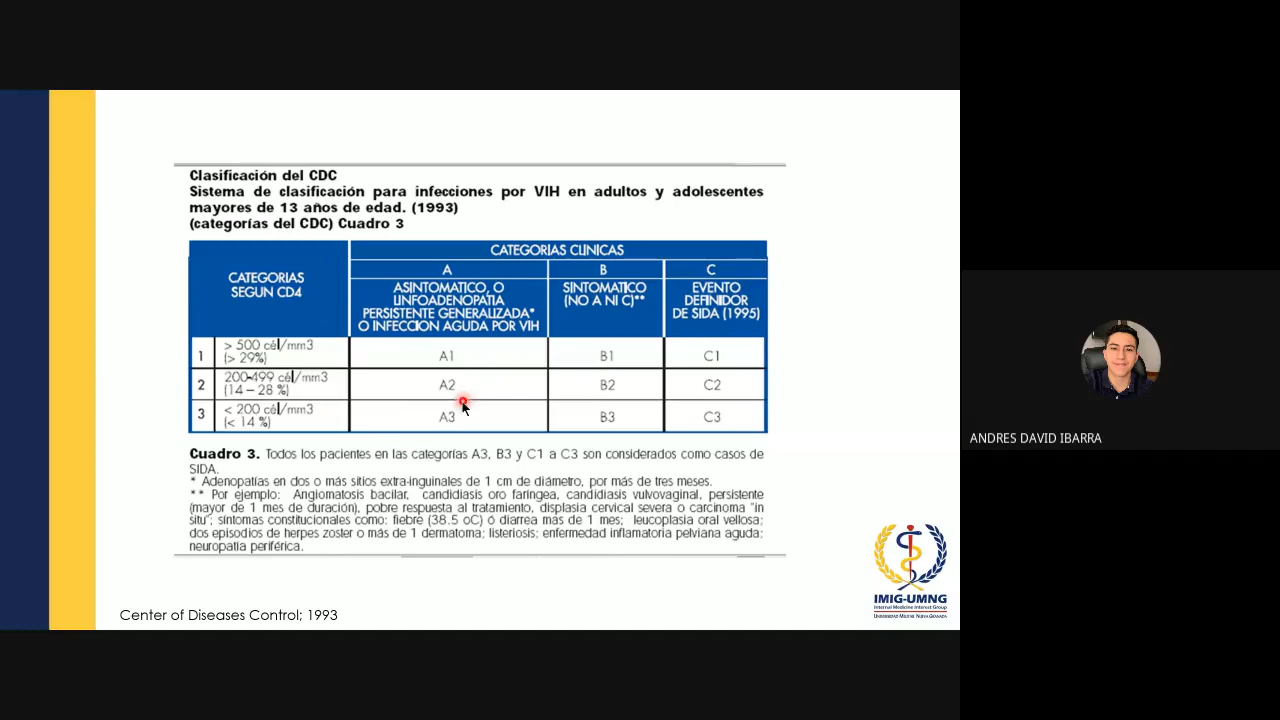 Clasificación del CDC
Sistema de clasificación para infecciones por VIH en adultos y adolescentes
mayores de 13 años de edad. (1993)
(categorías del CDC) Cuadro 3
CATEGORIAS SEGUN CD4
CATEGORIAS CLINICAS
A
B
C
ASINTOMATICO, O
LINFOADENOPATIA
PERSISTENTE GENERALIZADA*
O INFECCION AGUDA POR VIH
SINTOMATICO
(NO A NI C)**
EVENTO
DEFINIDOR
DE SIDA (1995)
1 > 500 cél/mm3 (> 29%) A1 B1 C1
2 200-499 cél/mm3 (14 – 28 %) A2 B2 C2
3 < 200 cél/mm3 (< 14 %) A3 B3 C3
Cuadro 3. Todos los pacientes en las categorías A3, B3 y C1 a C3 son considerados como casos de
SIDA.
* Adenopatías en dos o más sitios extra-inguinales de 1 cm de diámetro, por más de tres meses.
** Por ejemplo: Angiomatosis bacilar, candidiasis oro faríngea, candidiasis vulvovaginal, persistente
(mayor de 1 mes de duración), pobre respuesta al tratamiento, displasia cervical severa o carcinoma "in
situ"; síntomas constitucionales como: fiebre (38.5 oC) ó diarrea más de 1 mes; leucoplasia oral vellosa;
dos episodios de herpes zoster o más de 1 dermatoma; listeriosis; enfermedad inflamatoria pelviana aguda;
neuropatía periférica.
Center of Diseases Control; 1993
IMIG-UMNG
Internal Medicine Interest Group
Universidad Militar Nueva Granada
ANDRES DAVID IBARRA